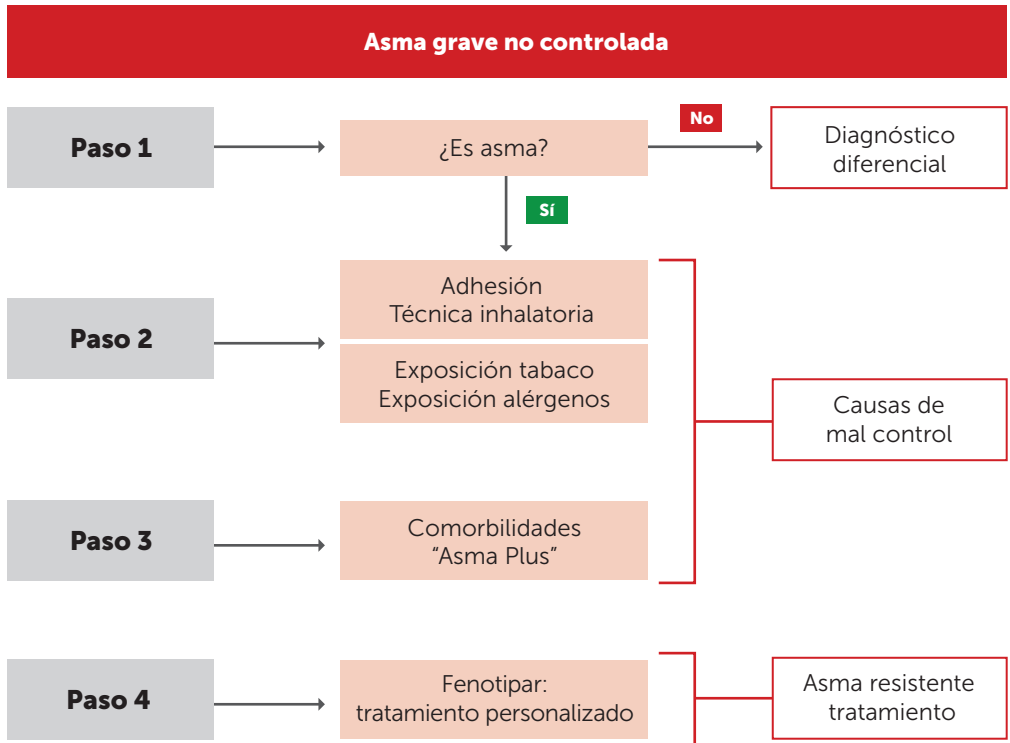 Asma grave no controlada
Paso 1
¿Es asma?
No
Diagnóstico
diferencial
Sí
Paso 2
Adhesión
Técnica inhalatoria
Exposición tabaco
Exposición alérgenos
Causas de
mal control
Paso 3
Comorbilidades
“Asma Plus”
Paso 4
Fenotipar:
tratamiento personalizado
Asma resistente
tratamiento